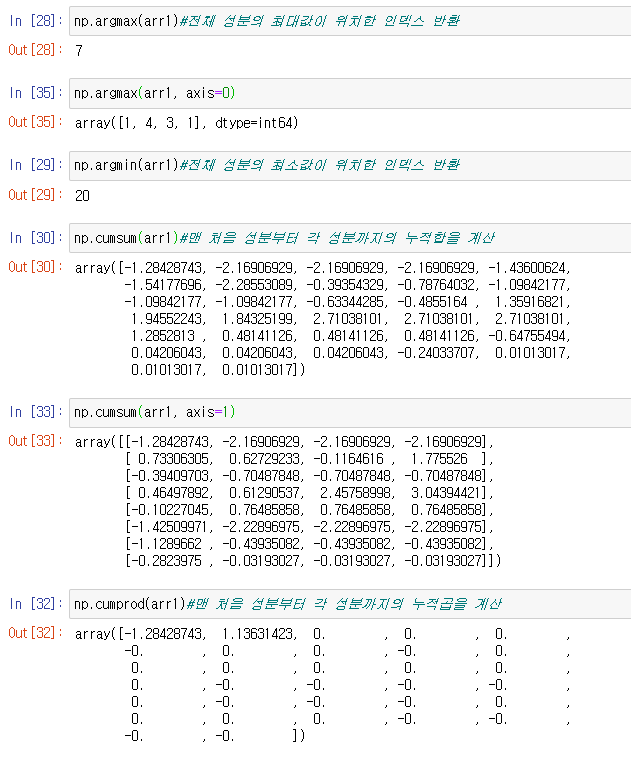 In [28]: np.argmax(arr1)#전체 성분의 최대값이 위치한 인덱스 반환
Out[28]: 7
In [35]: np.argmax(arr1, axis=0)
Out[35]: array([1, 4, 3, 1], dtype=int64)
In [29]: np.argmin(arr1)#전체 성분의 최소값이 위치한 인덱스 반환
Out[29]: 20
In [30]: np.cumsum(arr1)#맨 처음 성분부터 각 성분까지의 누적합을 계산
Out[30]: array([-1.28428743, -2.16906929, -2.16906929, -2.16906929, -1.43600624,
-1.54177696, -2.28553089, -0.39354329, -0.78764032, -1.09842177,
-1.09842177, -1.09842177, -0.63344285, -0.4855164 , 1.35916821,
1.94552243, 1.84325199, 2.71038101, 2.71038101, 2.71038101,
1.2852813 , 0.48141126, 0.48141126, 0.48141126, -0.64755494,
0.04206043, 0.04206043, 0.04206043, -0.24033707, 0.01013017,
0.01013017, 0.01013017])
In [33]: np.cumsum(arr1, axis=1)
Out[33]: array([[-1.28428743, -2.16906929, -2.16906929, -2.16906929],
[ 0.73306305, 0.62729233, -0.1164616 , 1.775526 ],
[-0.39409703, -0.70487848, -0.70487848, -0.70487848],
[ 0.46497892, 0.61290537, 2.45758998, 3.04394421],
[-0.10227045, 0.76485858, 0.76485858, 0.76485858],
[-1.42509971, -2.22896975, -2.22896975, -2.22896975],
[-1.1289662 , -0.43935082, -0.43935082, -0.43935082],
[-0.2823975 , -0.03193027, -0.03193027, -0.03193027]])
In [32]: np.cumprod(arr1)#맨 처음 성분부터 각 성분까지의 누적곱을 계산
Out[32]: array([-1.28428743, 1.13631423, 0. , 0. , 0. ,
-0. , 0. , 0. , -0. , 0. ,
0. , 0. , 0. , 0. , 0. ,
0. , -0. , -0. , -0. , -0. ,
0. , -0. , -0. , -0. , 0. ,
0. , 0. , 0. , -0. , -0. ,
-0. , -0. ])